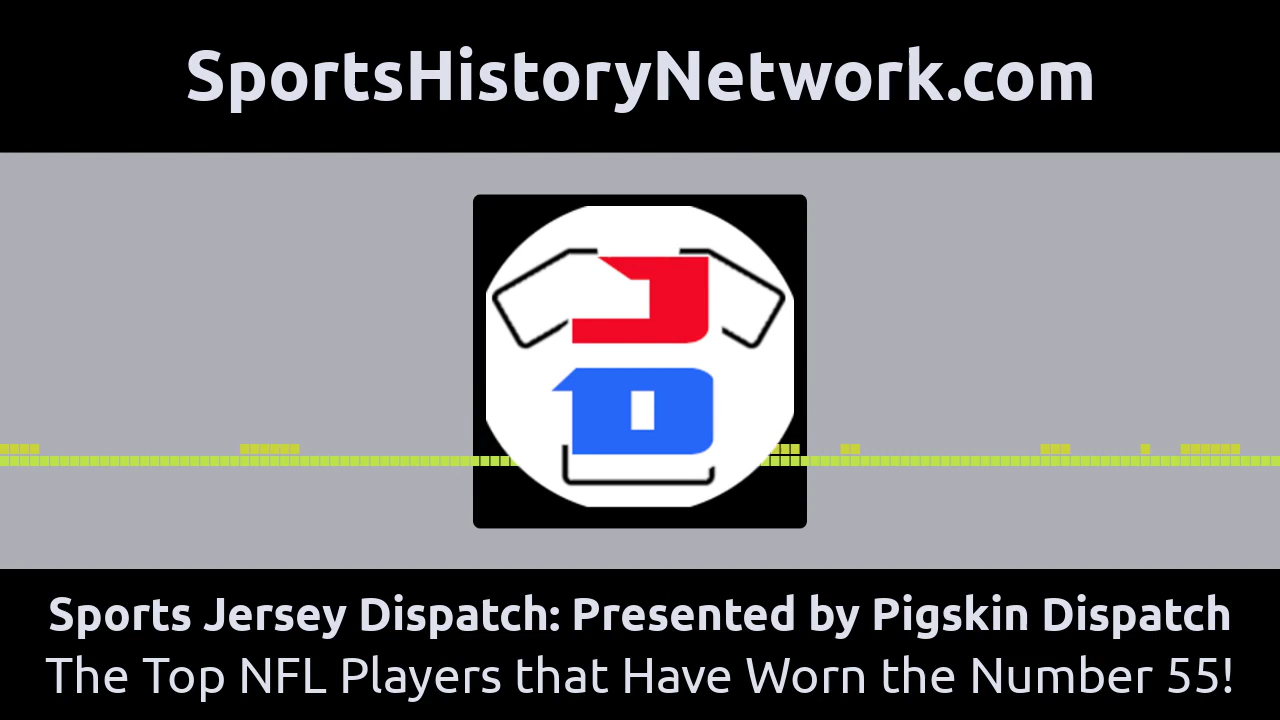 SportsHistoryNetwork.com
J
D
Sports Jersey Dispatch: Presented by Pigskin Dispatch
The Top NFL Players that Have Worn the Number 55!